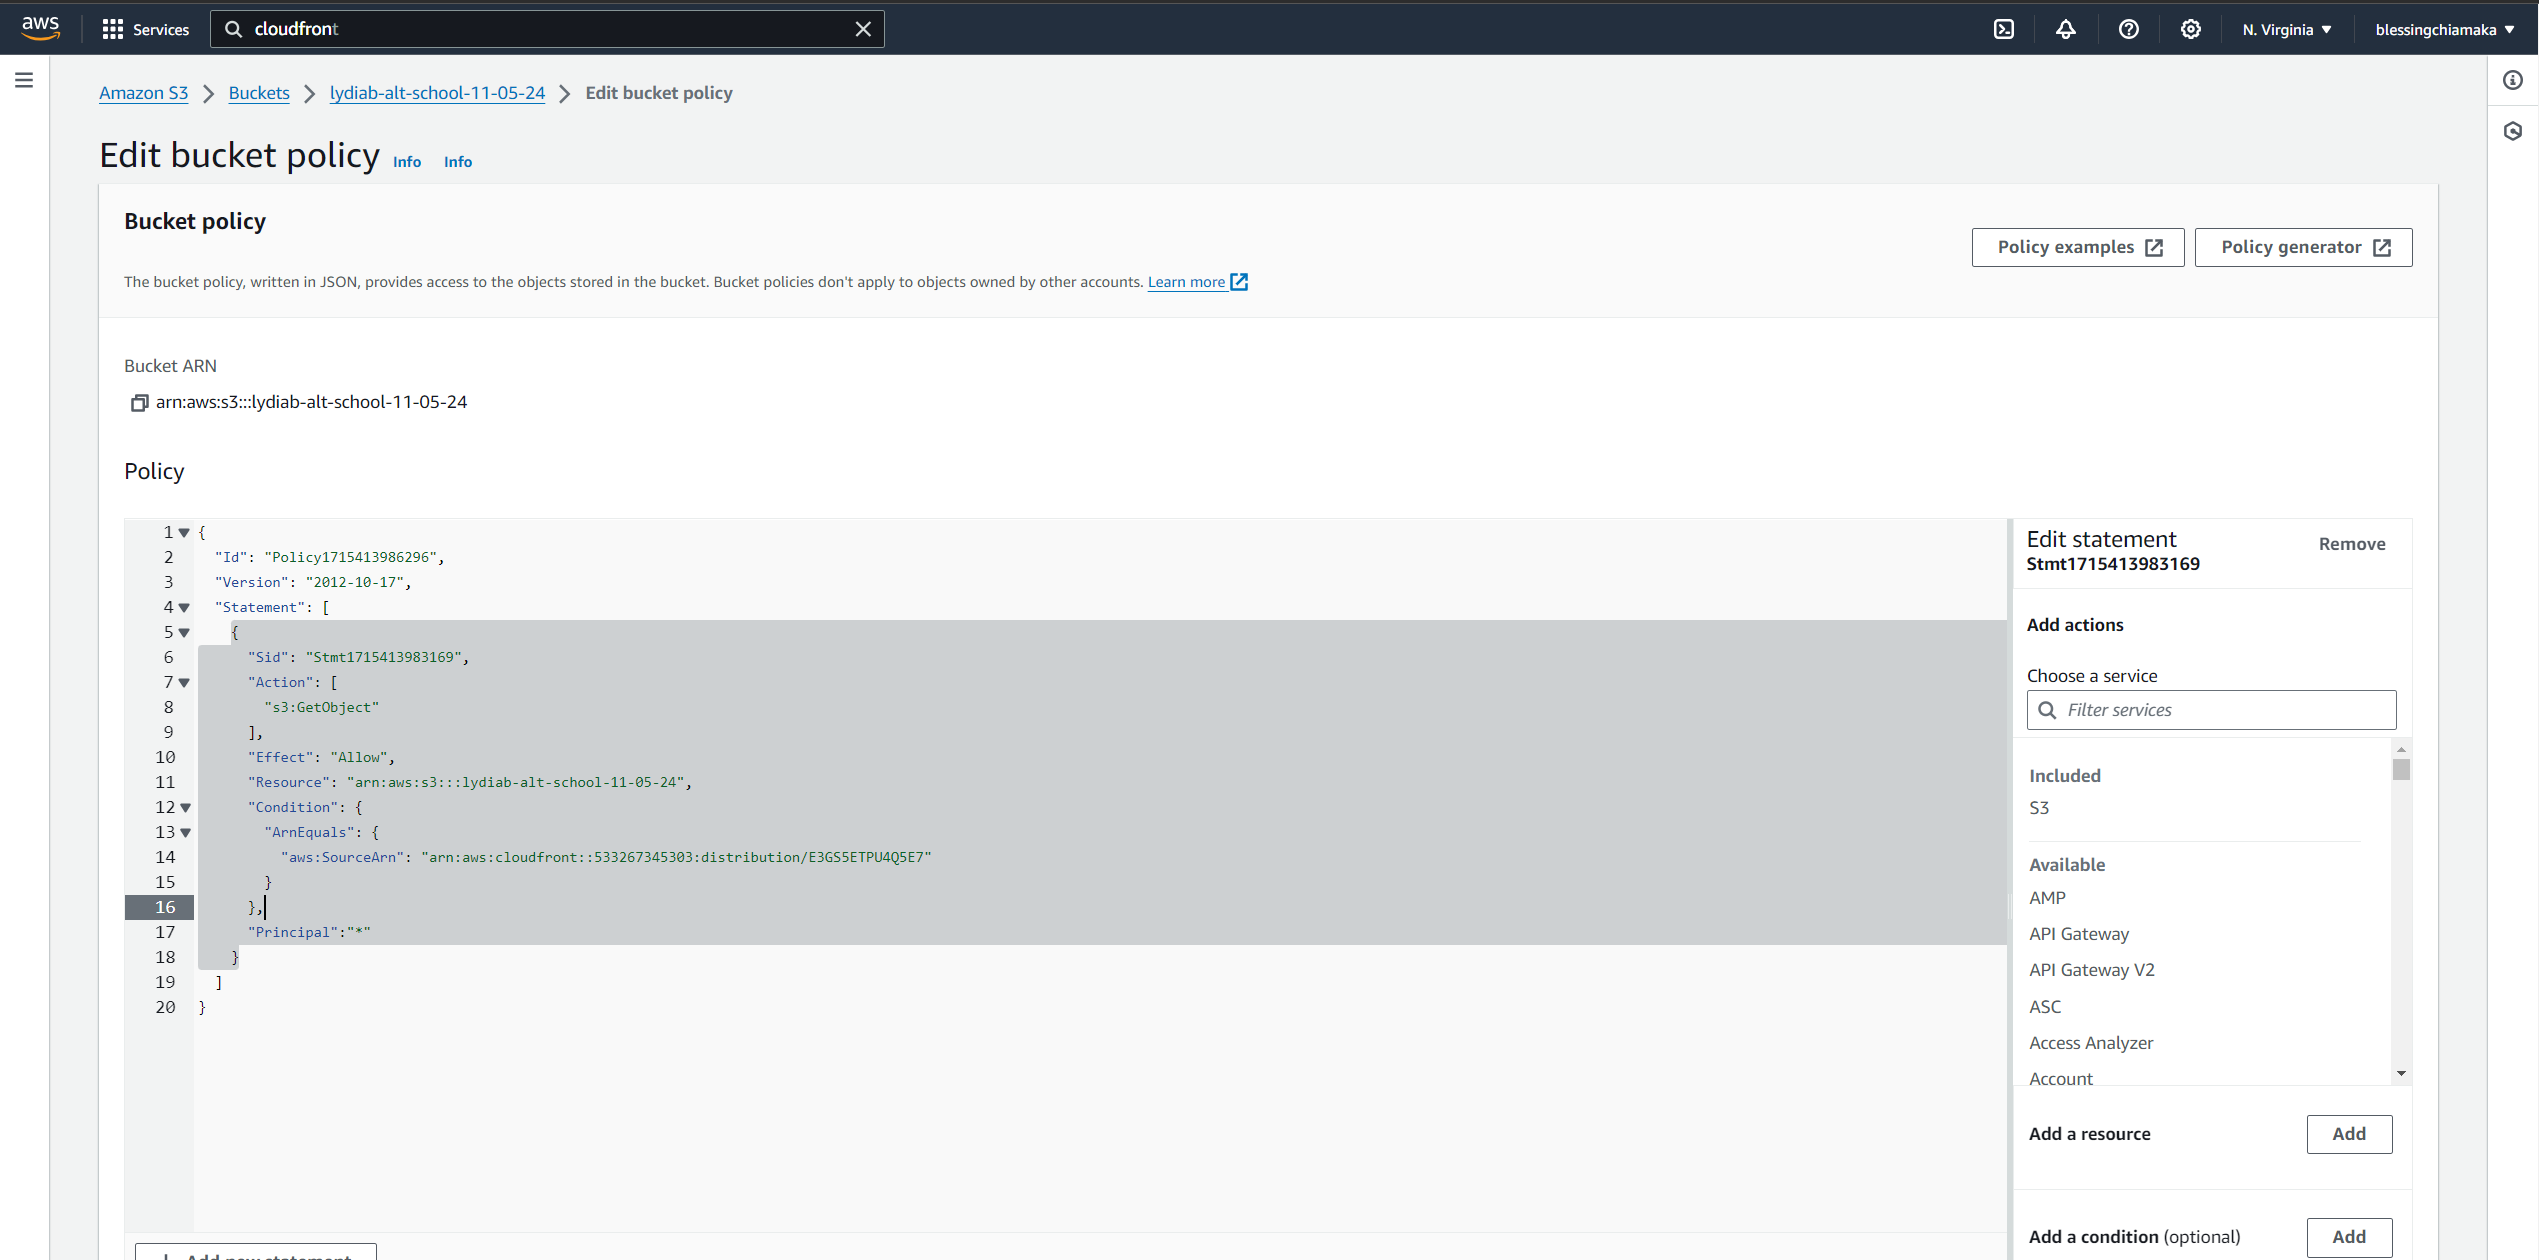 aws Services cloudfront N. Virginia blessingchiamaka
Amazon S3 Buckets lydiab-alt-school-11-05-24 Edit bucket policy
Edit bucket policy Info Info
Bucket policy
Policy examples Policy generator
The bucket policy, written in JSON, provides access to the objects stored in the bucket. Bucket policies don't apply to objects owned by other accounts. Learn more
Bucket ARN
arn:aws:s3:::lydiab-alt-school-11-05-24
Policy
1 {
2 "Id": "Policy1715413986296",
3 "Version": "2012-10-17",
4 "Statement": [
5 {
6 "Sid": "Stmt1715413983169",
7 "Action": [
8 "s3:GetObject"
9 ],
10 "Effect": "Allow",
11 "Resource": "arn:aws:s3:::lydiab-alt-school-11-05-24",
12 "Condition": {
13 "ArnEquals": {
14 "aws:SourceArn": "arn:aws:cloudfront::533267345303:distribution/E3GS5ETPU4Q5E7"
15 }
16 },
17 "Principal":"*"
18 }
19 ]
20 }
Edit statement
Remove
Stmt1715413983169
Add actions
Choose a service
Filter services
Included
S3
Available
AMP
API Gateway
API Gateway V2
ASC
Access Analyzer
Account
Add a resource Add
Add a condition (optional) Add
Add new statement